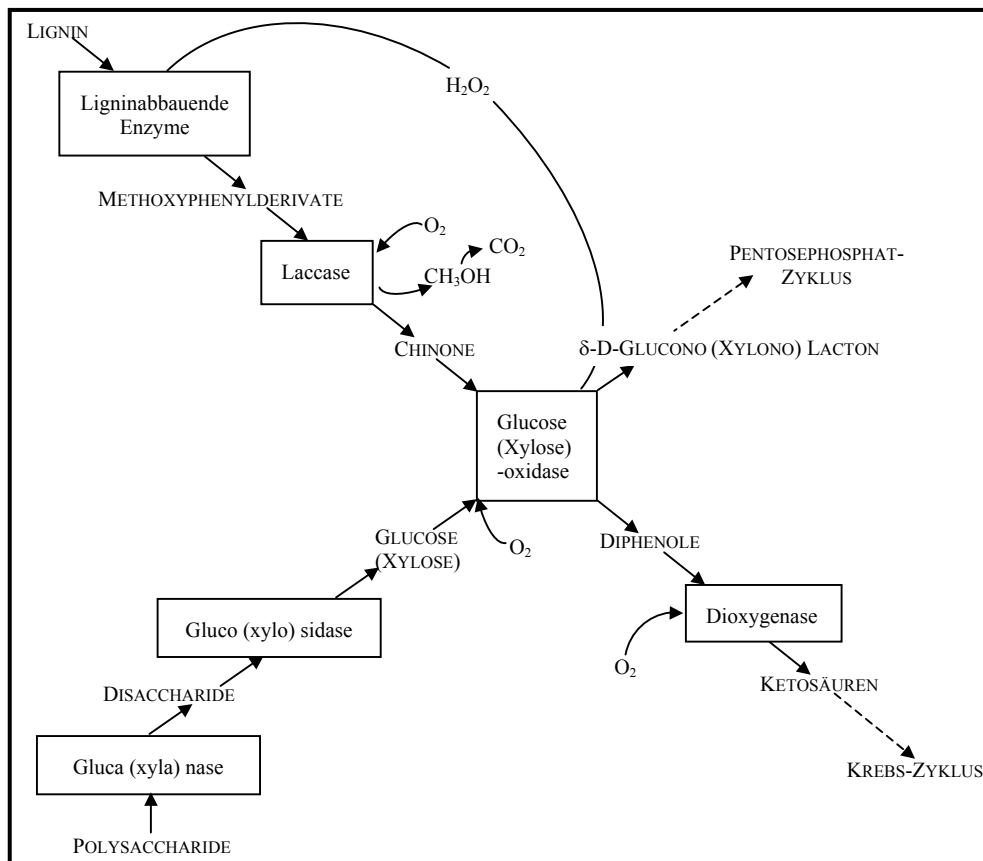 LIGNIN
H₂O₂
Ligninabbauende
Enzyme
METHOXYPHENYLDERIVATE
O₂
CO₂
Laccase
CH₃OH
PENTOSEPHOSPHAT-
ZYKLUS
CHINONE
δ-D-GLUCONO (XYLONO) LACTON
Glucose
(Xylose)
-oxidase
GLUCOSE
(XYLOSE)
O₂
DIPHENOLE
Gluco (xylo) sidase
Dioxygenase
O₂
DISACCHARIDE
KETOSÄUREN
Gluca (xyla) nase
KREBS-ZYKLUS
POLYSACCHARIDE